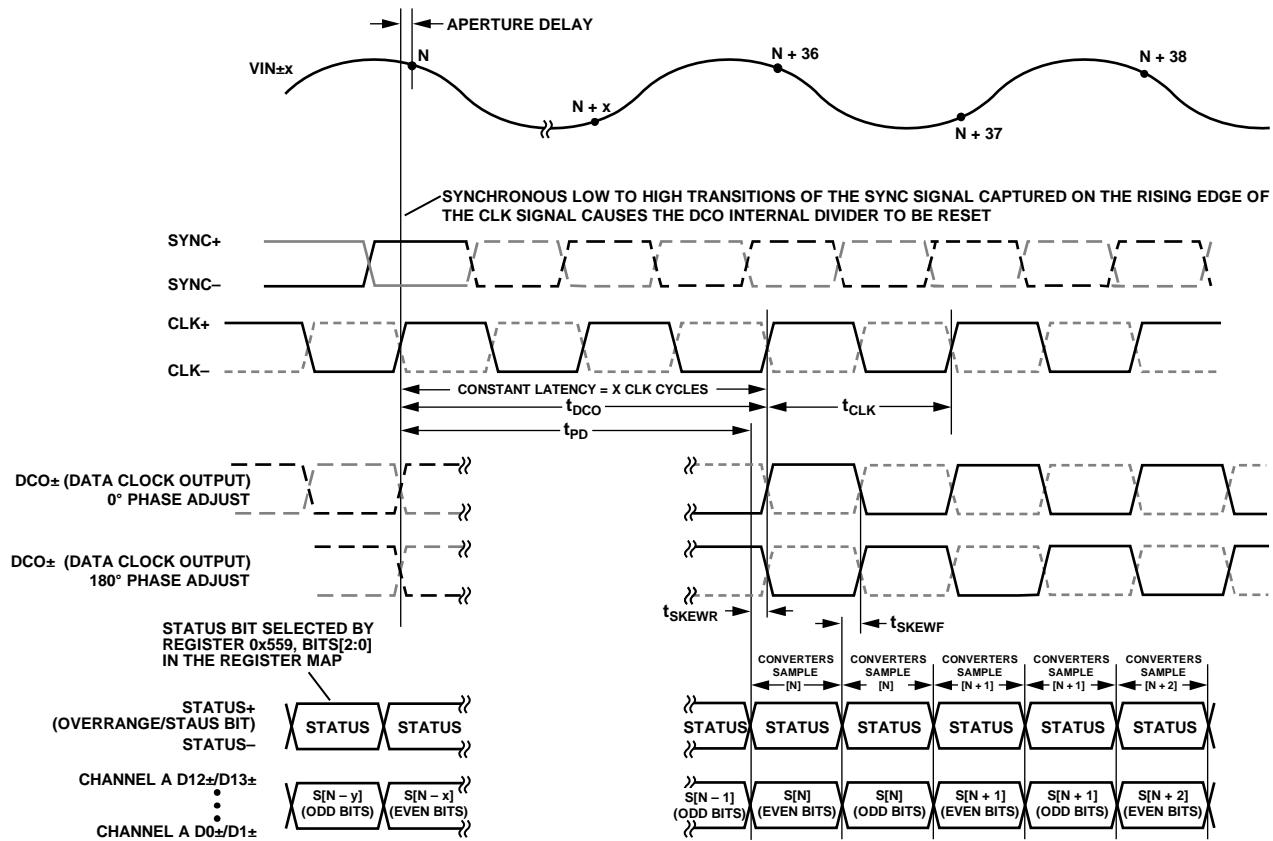 APERTURE DELAY
N
N + 36
N + 38
VIN±x
N + x
N + 37
SYNCHRONOUS LOW TO HIGH TRANSITIONS OF THE SYNC SIGNAL CAPTURED ON THE RISING EDGE OF
THE CLK SIGNAL CAUSES THE DCO INTERNAL DIVIDER TO BE RESET
SYNC+
SYNC–
CLK+
CLK–
CONSTANT LATENCY = X CLK CYCLES
tDCO
tCLK
tPD
DCO± (DATA CLOCK OUTPUT)
0° PHASE ADJUST
DCO± (DATA CLOCK OUTPUT)
180° PHASE ADJUST
tSKEWR
tSKEWF
STATUS BIT SELECTED BY
REGISTER 0x559, BITS[2:0]
IN THE REGISTER MAP
CONVERTERS SAMPLE [N]
CONVERTERS SAMPLE [N]
CONVERTERS SAMPLE [N + 1]
CONVERTERS SAMPLE [N + 1]
CONVERTERS SAMPLE [N + 2]
STATUS+
(OVERRANGE/STAUS BIT)
STATUS–
STATUS STATUS STATUS STATUS STATUS STATUS STATUS STATUS
CHANNEL A D12±/D13±
CHANNEL A D0±/D1±
S[N – y] (ODD BITS)
S[N – x] (EVEN BITS)
S[N – 1] (ODD BITS)
S[N] (EVEN BITS)
S[N] (ODD BITS)
S[N + 1] (EVEN BITS)
S[N + 1] (ODD BITS)
S[N + 2] (EVEN BITS)